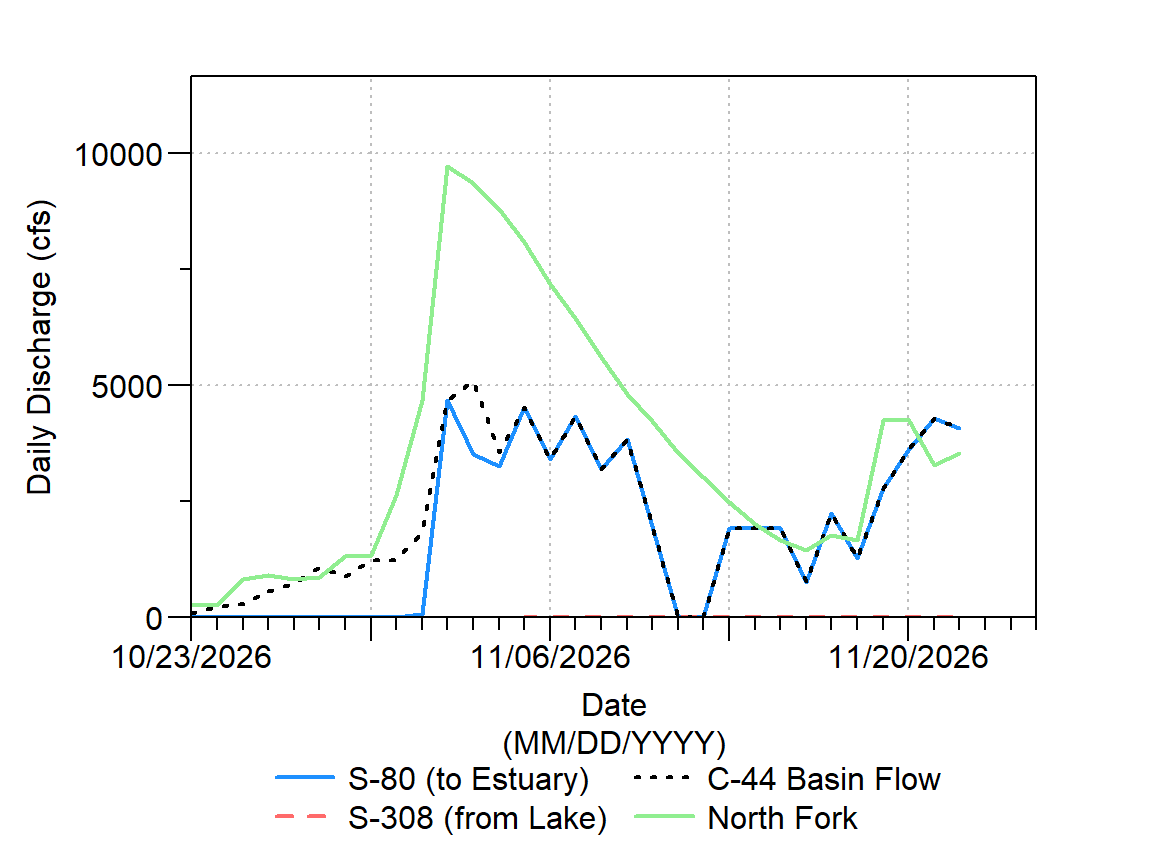 Daily Discharge (cfs)
10000
5000
0
10/23/2026 11/06/2026 11/20/2026
Date
(MM/DD/YYYY)
S-80 (to Estuary) C-44 Basin Flow
S-308 (from Lake) North Fork